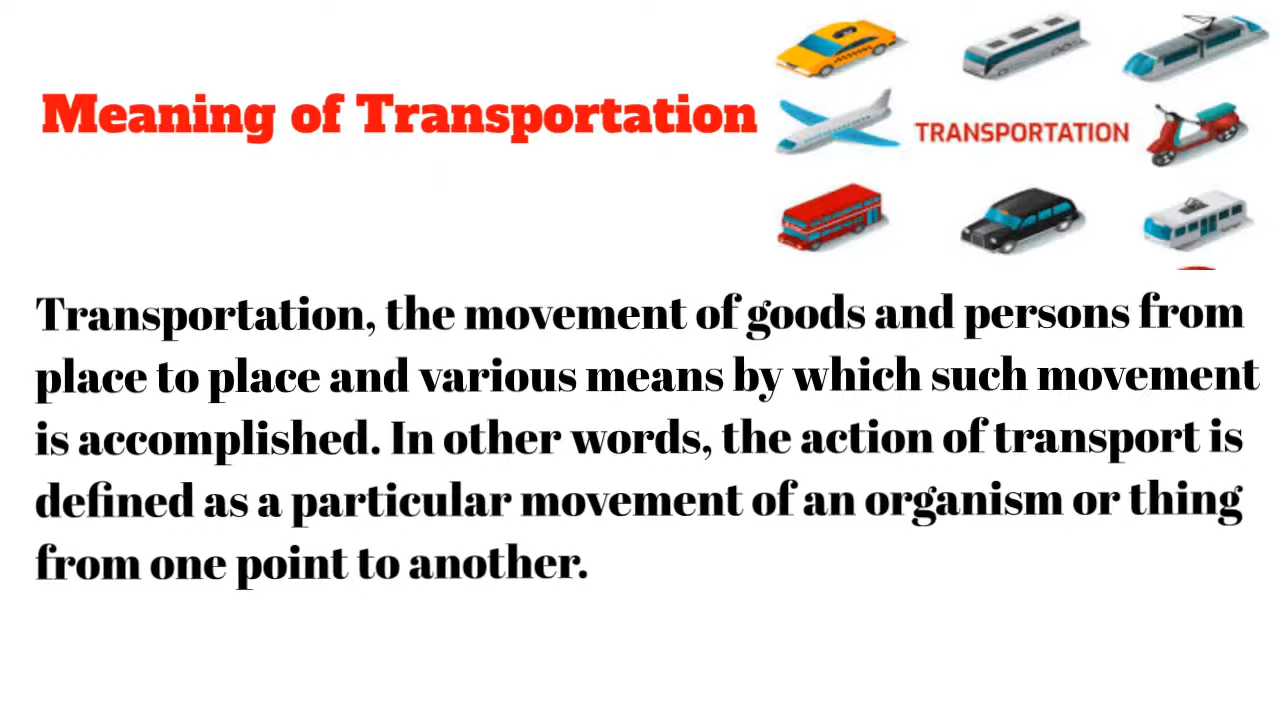 Meaning of Transportation
TRANSPORTATION
Transportation, the movement of goods and persons from
place to place and various means by which such movement
is accomplished. In other words, the action of transport is
defined as a particular movement of an organism or thing
from one point to another.